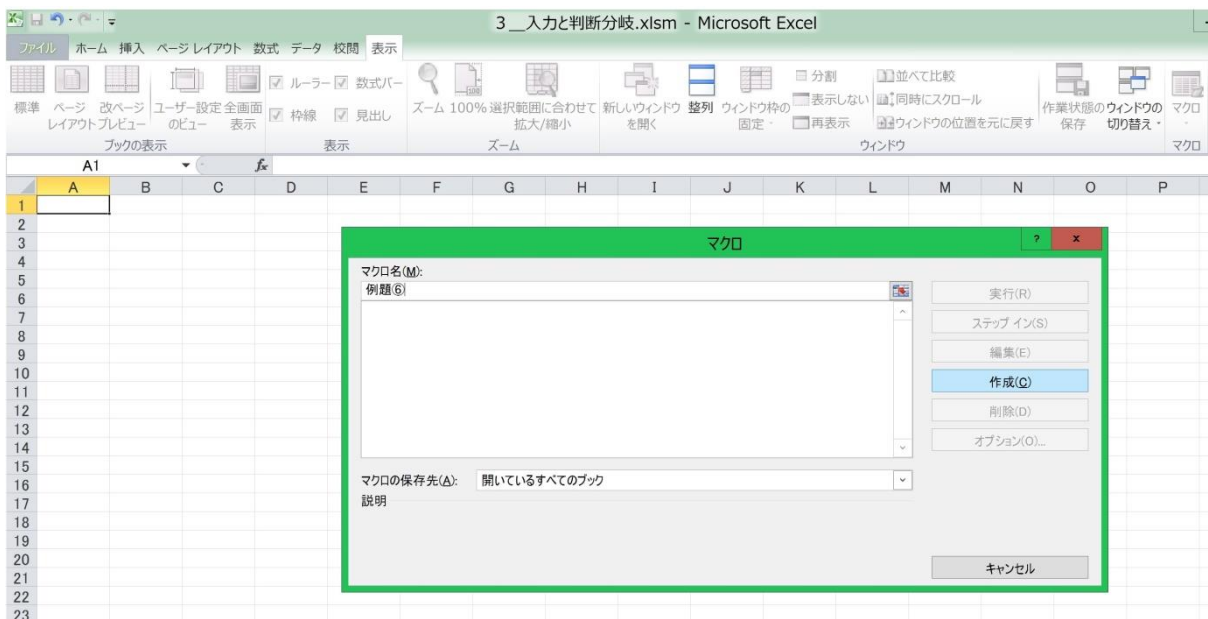 3__入力と判断分岐.xlsm - Microsoft Excel
ファイル ホーム 挿入 ページ レイアウト 数式 データ 校閲 表示
標準 ページ レイアウト 改ページ プレビュー ユーザー設定 のビュー 全画面 表示
ブックの表示
ルーラー 数式バー
枠線 見出し
表示
ズーム 100% 選択範囲に合わせて 拡大/縮小
ズーム
新しいウィンドウ を開く 整列 ウィンドウ枠の 固定
分割
表示しない
再表示
並べて比較
同時にスクロール
ウィンドウの位置を元に戻す
作業状態の 保存 ウィンドウの 切り替え
ウィンドウ
マクロ
マクロ
A1 fx
A B C D E F G H I J K L M N O P
1
2
3
4
5
6
7
8
9
10
11
12
13
14
15
16
17
18
19
20
21
22
23
マクロ ? x
マクロ名(M):
例題⑥
実行(R)
ステップ イン(S)
編集(E)
作成(C)
削除(D)
オプション(O)...
マクロの保存先(A): 開いているすべてのブック
説明
キャンセル